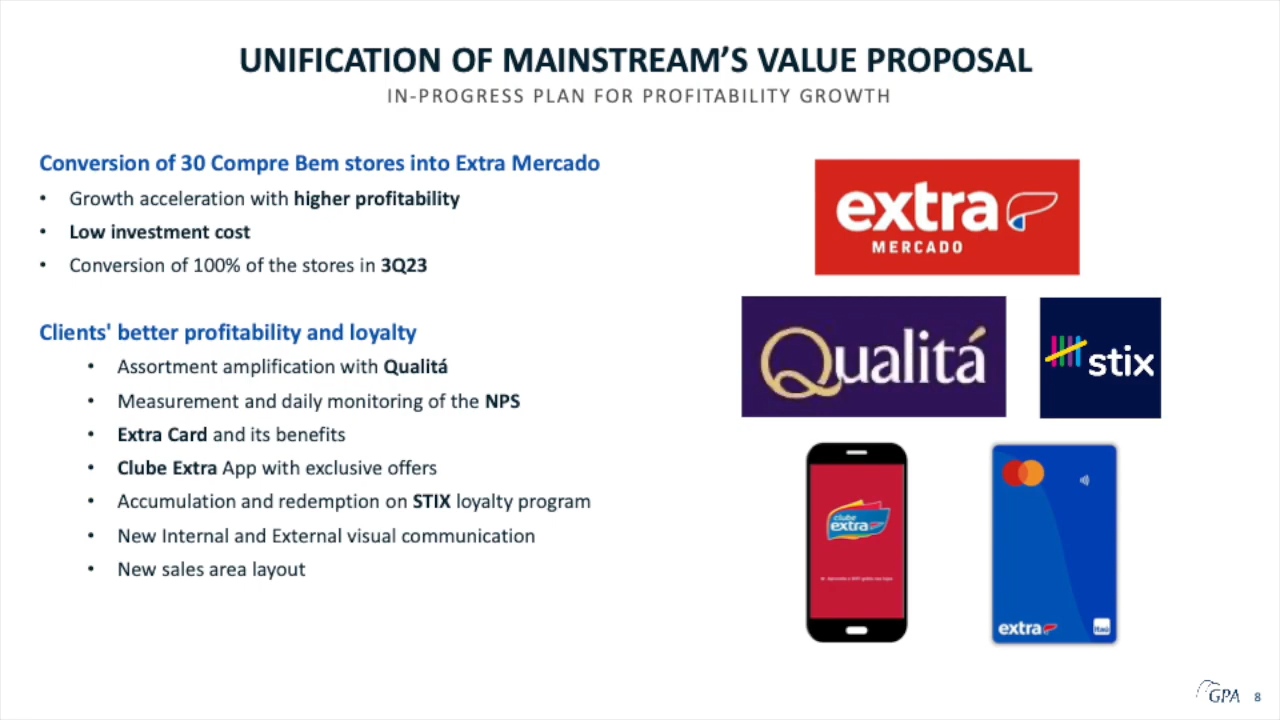 UNIFICATION OF MAINSTREAM'S VALUE PROPOSAL
IN-PROGRESS PLAN FOR PROFITABILITY GROWTH
Conversion of 30 Compre Bem stores into Extra Mercado
• Growth acceleration with higher profitability
• Low investment cost
• Conversion of 100% of the stores in 3Q23
Clients' better profitability and loyalty
• Assortment amplification with Qualitá
• Measurement and daily monitoring of the NPS
• Extra Card and its benefits
• Clube Extra App with exclusive offers
• Accumulation and redemption on STIX loyalty program
• New Internal and External visual communication
• New sales area layout
extra
MERCADO
Qualitá
stix
clube
extra
extra
itaú
GPA
8